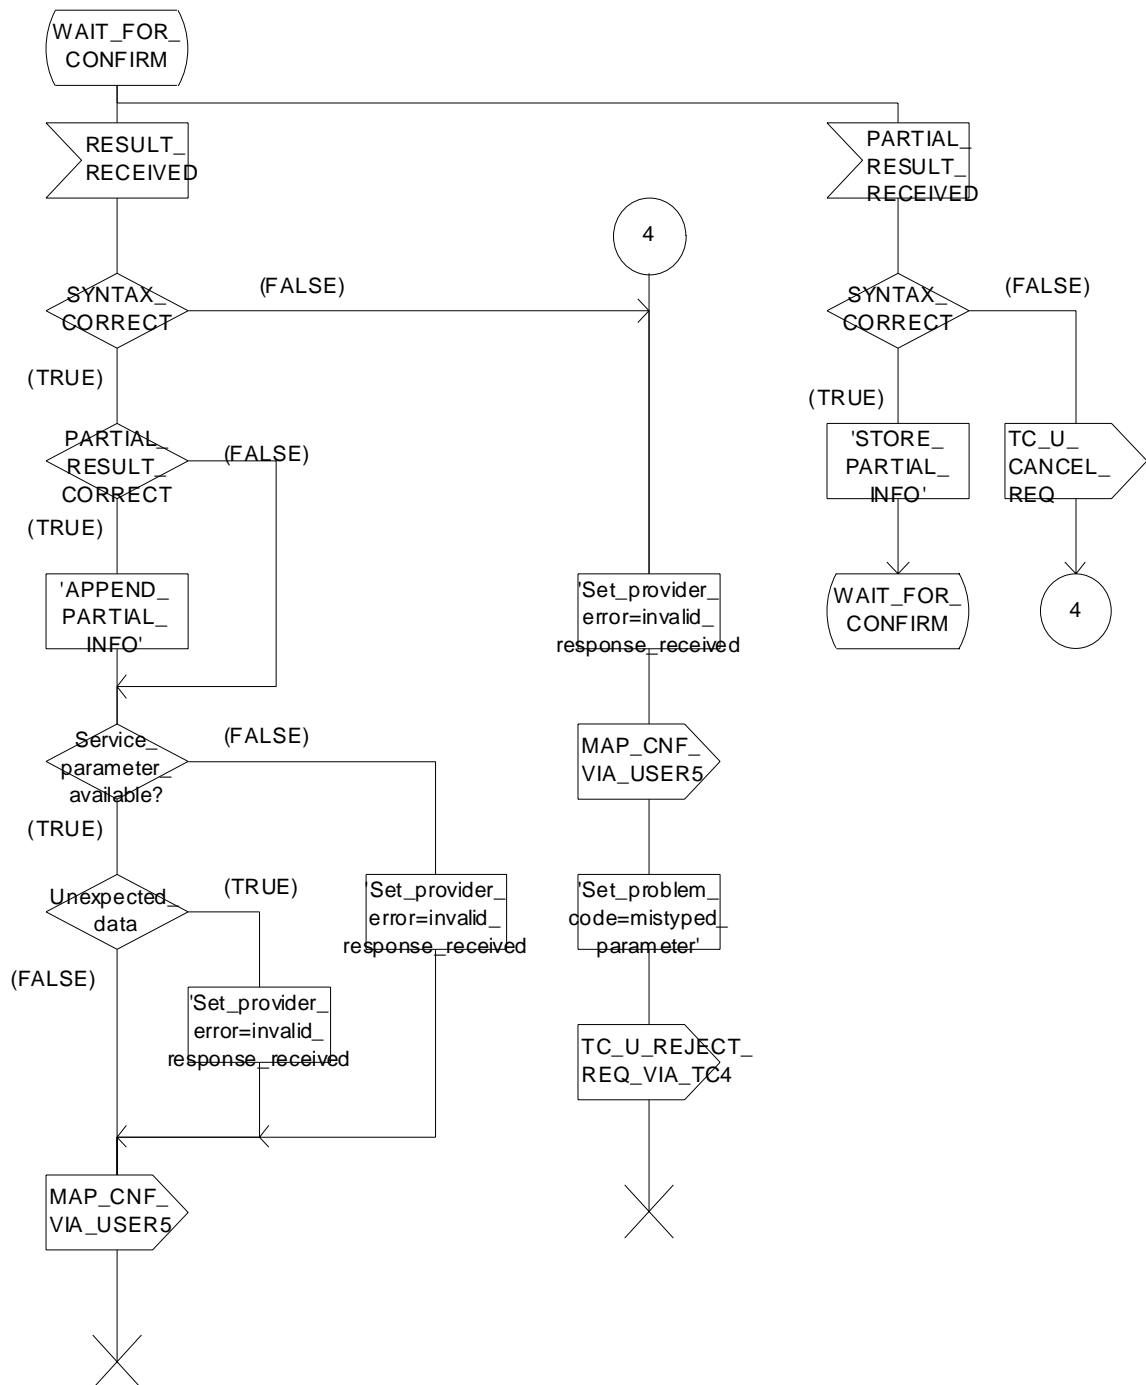 WAIT_FOR_
CONFIRM
RESULT_
RECEIVED
PARTIAL_
RESULT_
RECEIVED
4
SYNTAX_
CORRECT
(FALSE)
(TRUE)
SYNTAX_
CORRECT
(FALSE)
(TRUE)
PARTIAL_
RESULT_
CORRECT
(FALSE)
(TRUE)
'STORE_
PARTIAL_
INFO'
TC_U_
CANCEL_
REQ
'APPEND_
PARTIAL_
INFO'
'Set_provider_
error=invalid_
response_received
WAIT_FOR_
CONFIRM
4
Service_
parameter_
available?
(FALSE)
(TRUE)
MAP_CNF_
VIA_USER5
Unexpected_
data
(TRUE)
(FALSE)
'Set_provider_
error=invalid_
response_received
'Set_problem_
code=mistyped_
parameter'
'Set_provider_
error=invalid_
response_received
TC_U_REJECT_
REQ_VIA_TC4
MAP_CNF_
VIA_USER5